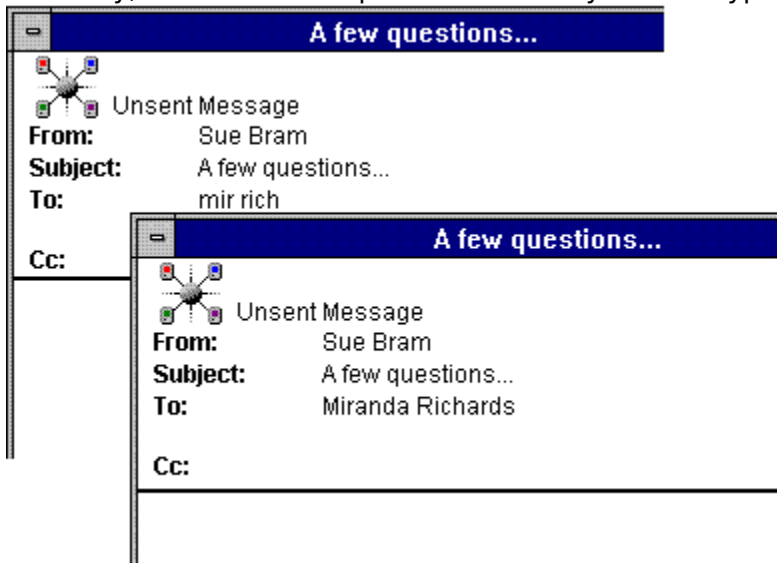 A few questions...
Unsent Message
From: Sue Bram
Subject: A few questions...
To: mir rich
Cc:
A few questions...
Unsent Message
From: Sue Bram
Subject: A few questions...
To: Miranda Richards
Cc: